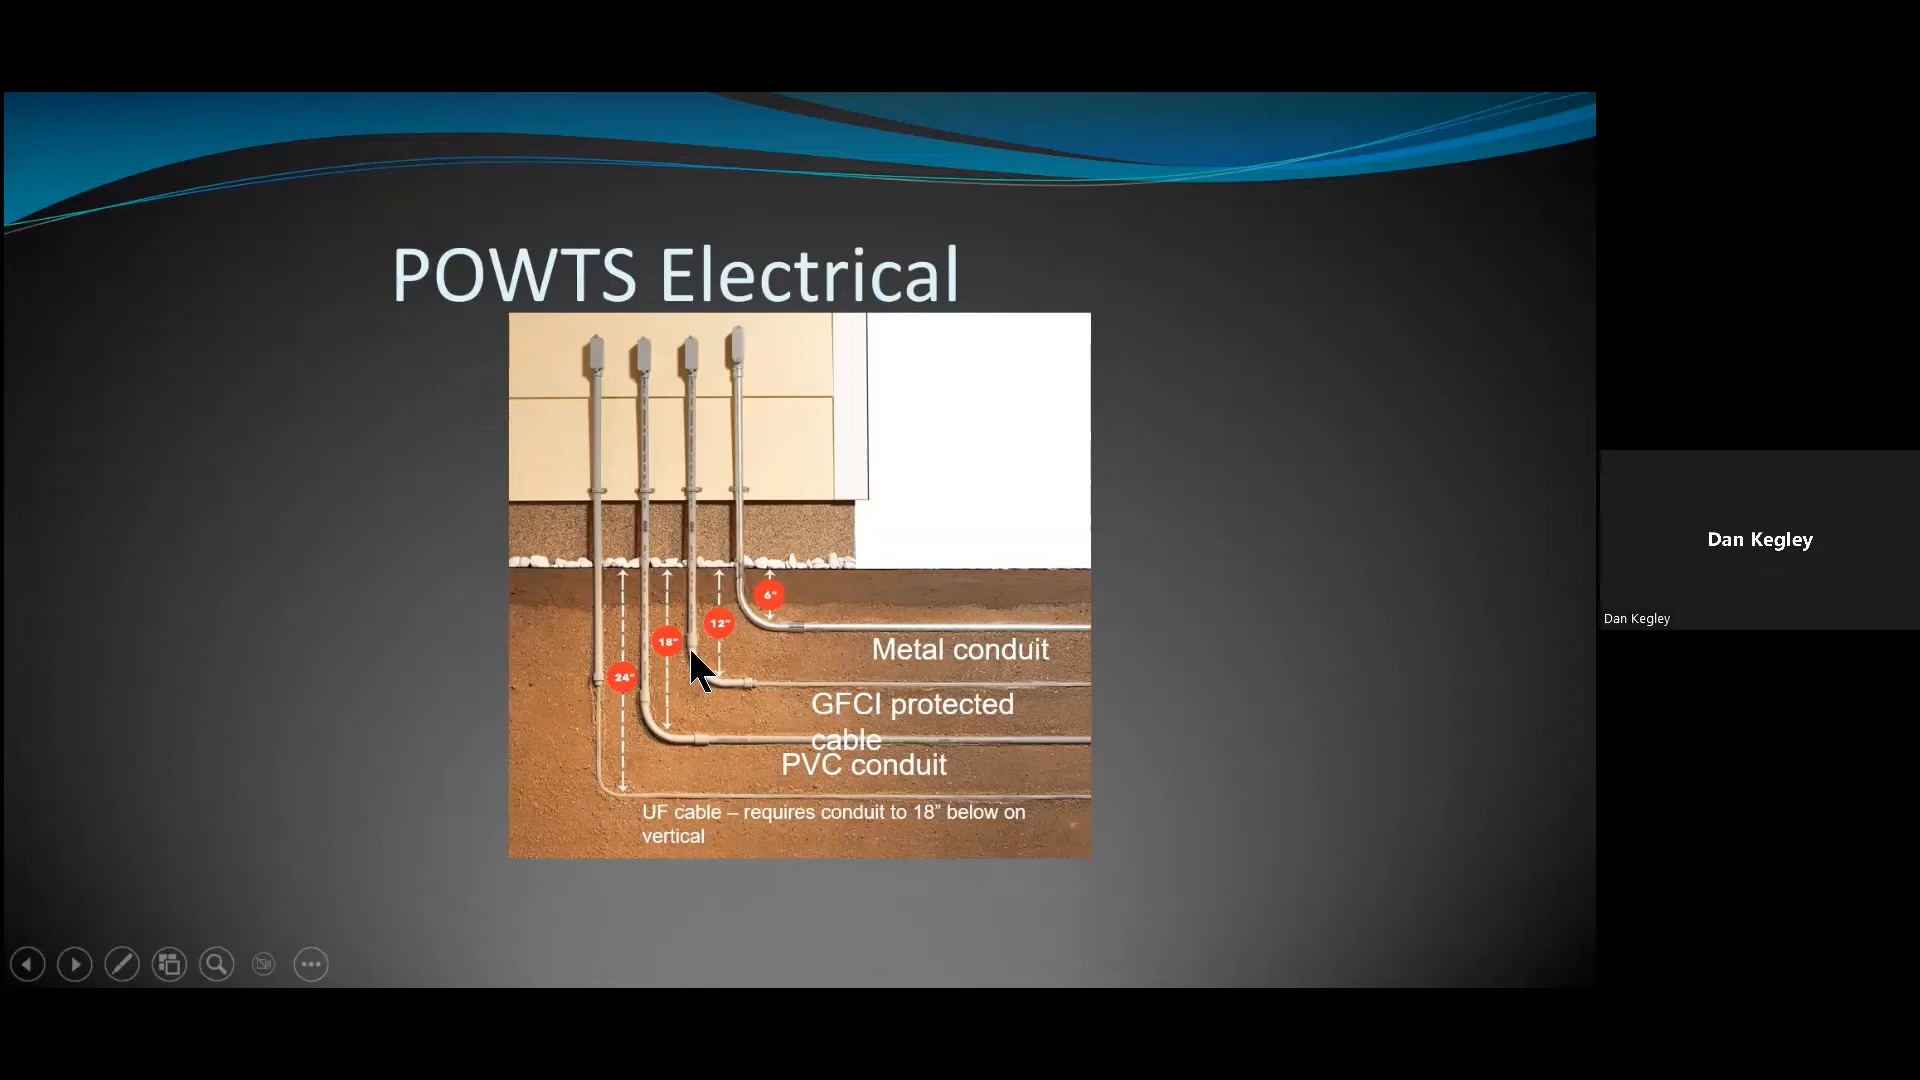 POWTS Electrical
6"
12"
18"
24"
Metal conduit
GFCI protected
cable
PVC conduit
UF cable – requires conduit to 18” below on
vertical
Dan Kegley
Dan Kegley